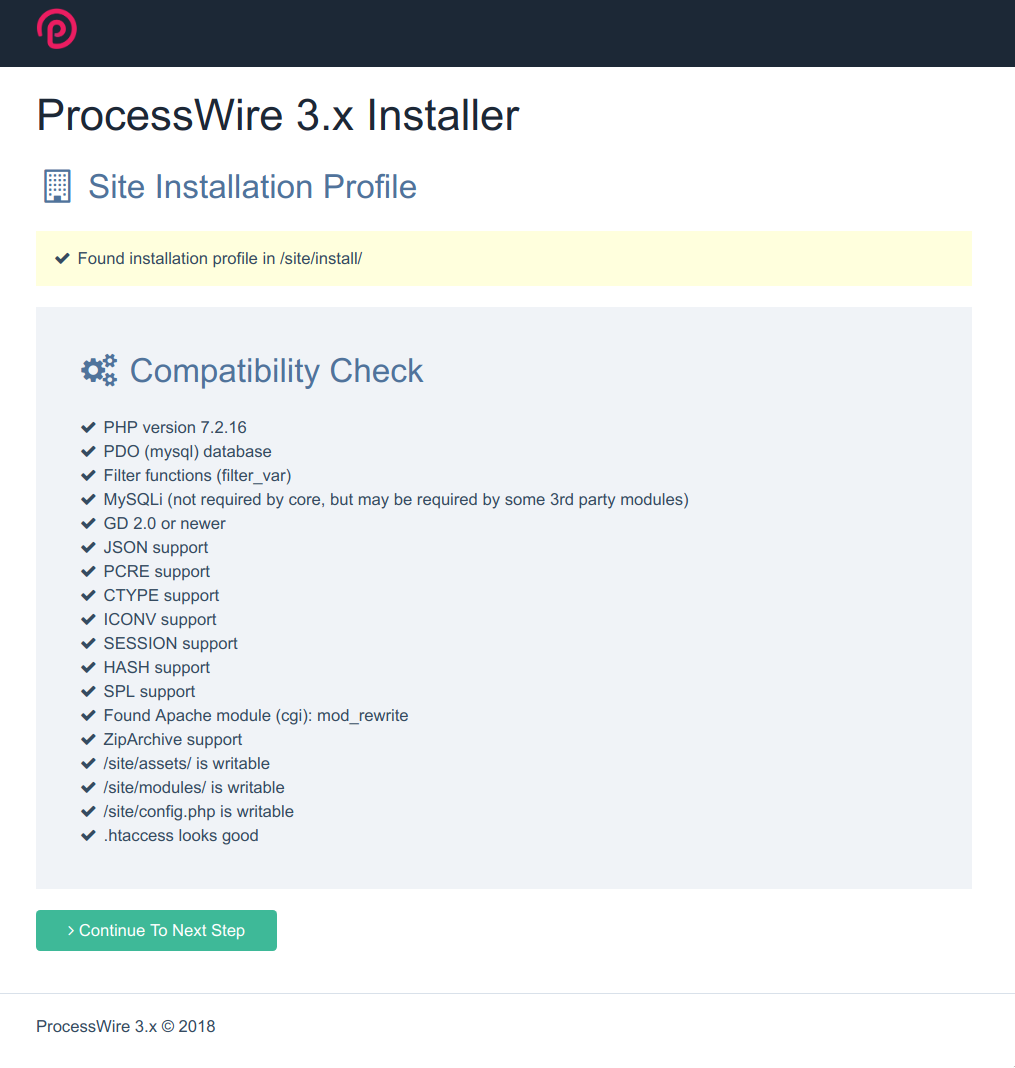 ProcessWire 3.x Installer
Site Installation Profile
Found installation profile in /site/install/
Compatibility Check
PHP version 7.2.16
PDO (mysql) database
Filter functions (filter_var)
MySQLi (not required by core, but may be required by some 3rd party modules)
GD 2.0 or newer
JSON support
PCRE support
CTYPE support
ICONV support
SESSION support
HASH support
SPL support
Found Apache module (cgi): mod_rewrite
ZipArchive support
/site/assets/ is writable
/site/modules/ is writable
/site/config.php is writable
.htaccess looks good
Continue To Next Step
ProcessWire 3.x © 2018